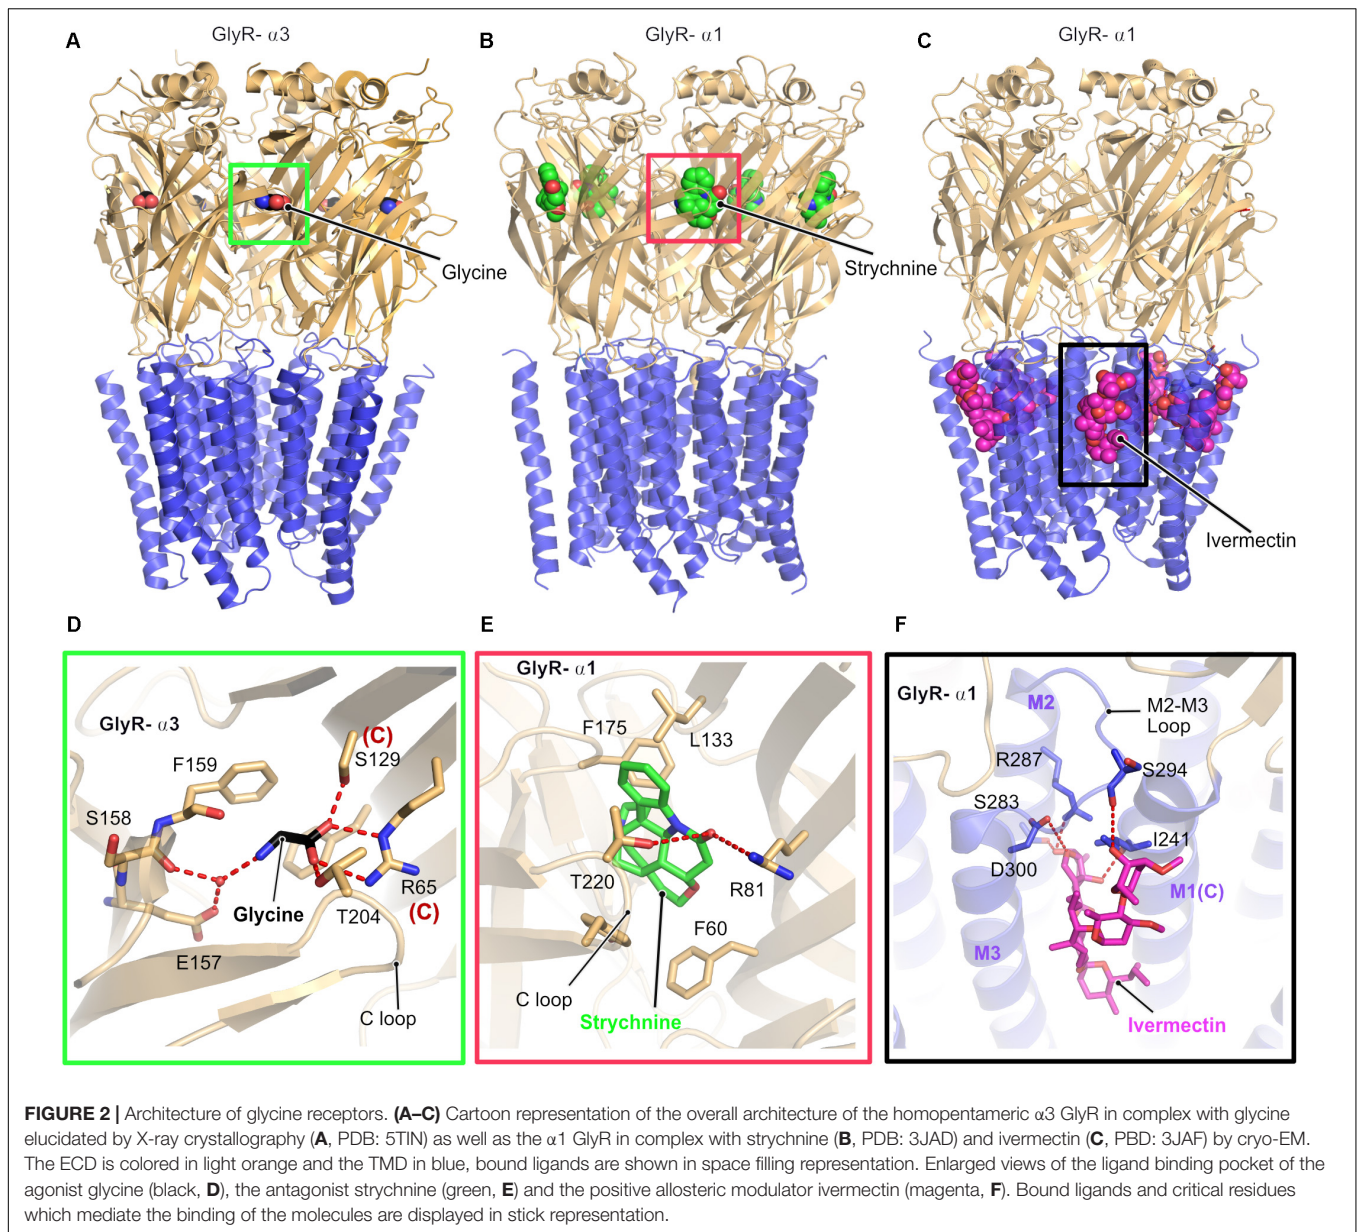 A
GlyR- α3
B
GlyR- α1
C
GlyR- α1
Glycine
Strychnine
Ivermectin
D
GlyR- α3
(C)
S129
F159
S158
Glycine
R65
(C)
T204
E157
C loop
E
GlyR- α1
F175
L133
T220
R81
F60
C loop
Strychnine
F
GlyR- α1
M2
M2-M3
Loop
R287
S294
S283
I241
D300
M1(C)
M3
Ivermectin
FIGURE 2 | Architecture of glycine receptors. (A–C) Cartoon representation of the overall architecture of the homopentameric α3 GlyR in complex with glycine
elucidated by X-ray crystallography (A, PDB: 5TIN) as well as the α1 GlyR in complex with strychnine (B, PDB: 3JAD) and ivermectin (C, PBD: 3JAF) by cryo-EM.
The ECD is colored in light orange and the TMD in blue, bound ligands are shown in space filling representation. Enlarged views of the ligand binding pocket of the
agonist glycine (black, D), the antagonist strychnine (green, E) and the positive allosteric modulator ivermectin (magenta, F). Bound ligands and critical residues
which mediate the binding of the molecules are displayed in stick representation.